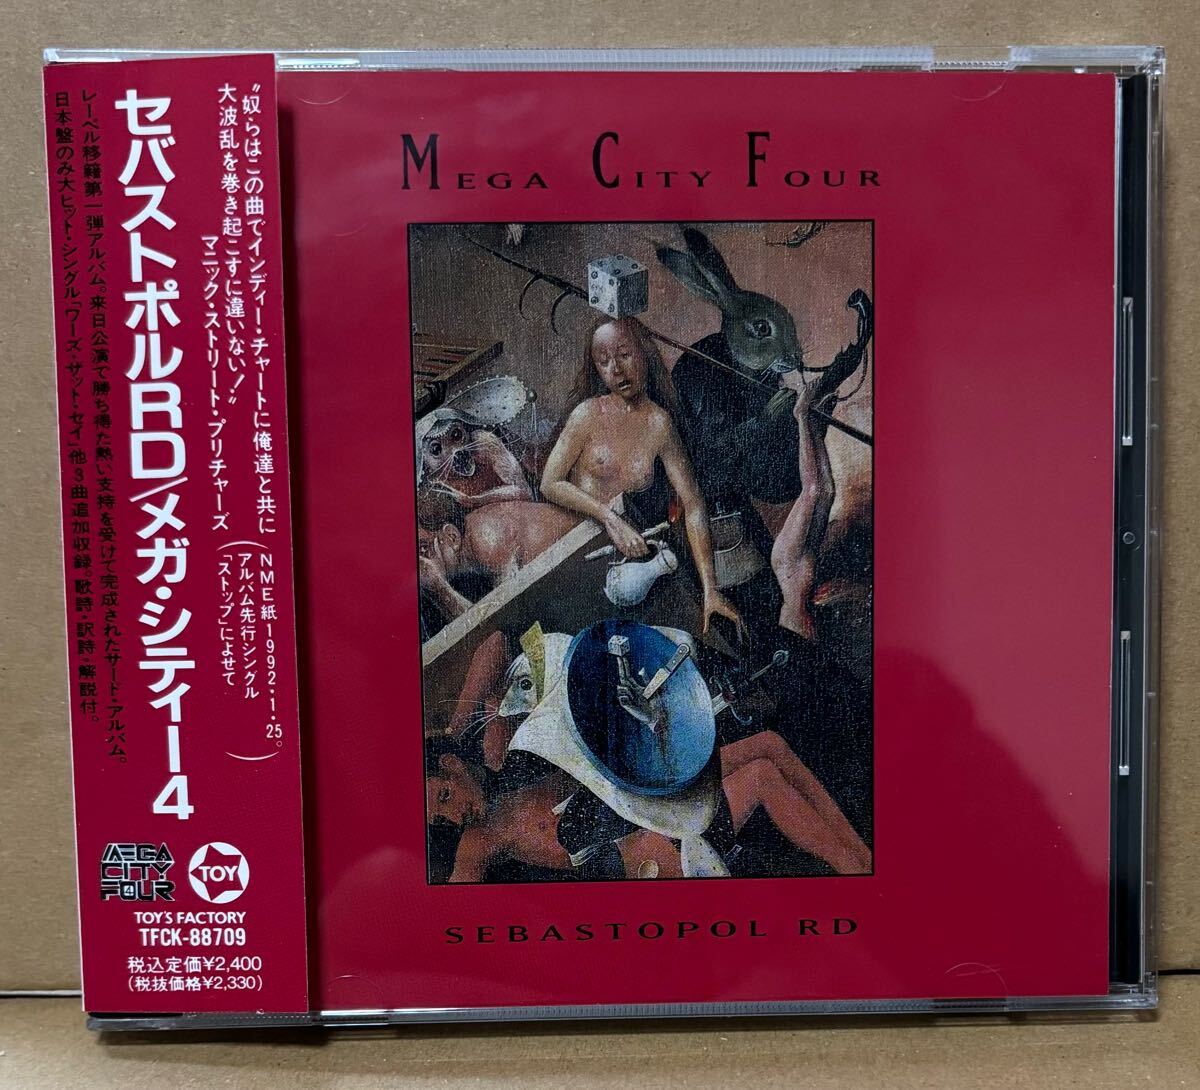 “奴らはこの曲でインディー・チャートに俺達と共に
大波乱を巻き起こすに違いない！”
マニック・ストリート・プリチャーズ
(NME紙1992・1・25。
アルバム先行シングル
「ストップ」によせて)
セバストポルRD/メガ・シティー4
レーベル移籍第一弾アルバム。来日公演で勝ち得た熱い支持を受けて完成されたサード・アルバム。
日本盤のみ大ヒット・シングル「ワーズ・ザット・セイ」他3曲追加収録。歌詩・訳詩・解説付。
MEGA
CITY
FOUR
4
TOY
TOY'S FACTORY
TFCK-88709
税込定価¥2,400
(税抜価格¥2,330)
MEGA CITY FOUR
SEBASTOPOL RD